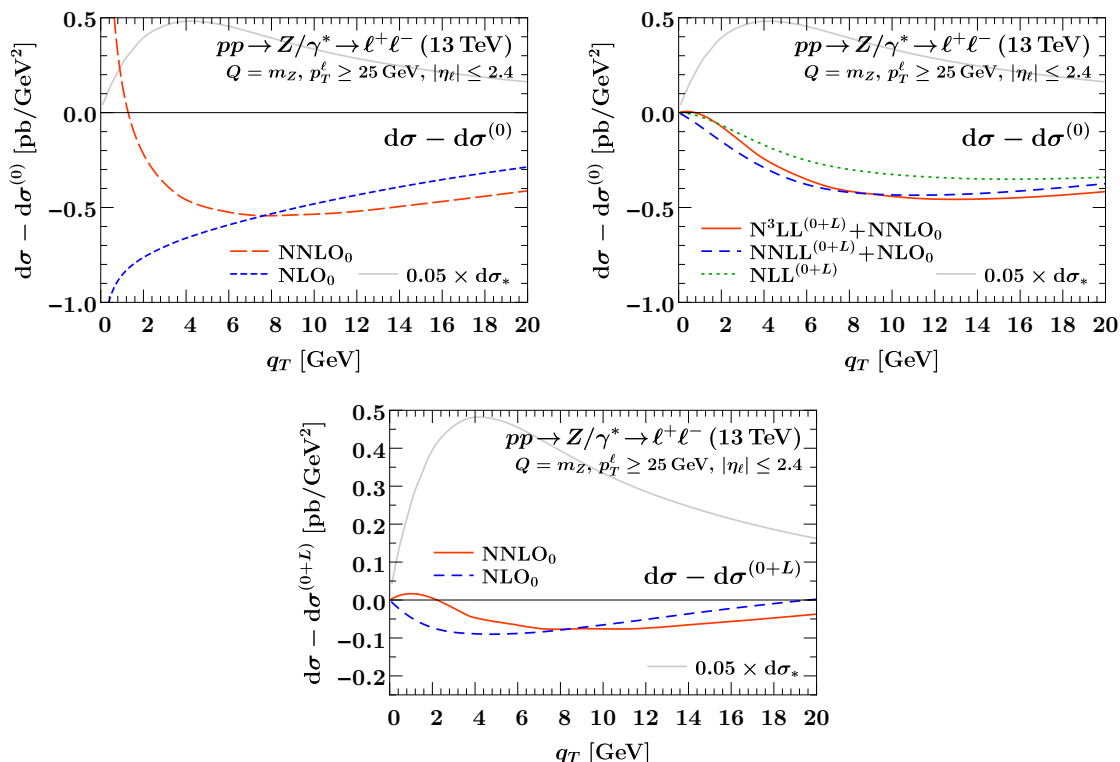 0.5
0.0
−0.5
−1.0
dσ − dσ⁽⁰⁾ [pb/GeV²]
pp→Z/γ*→ℓ⁺ℓ⁻ (13 TeV)
Q = m_Z, p_T^ℓ ≥ 25 GeV, |η_ℓ| ≤ 2.4
dσ − dσ⁽⁰⁾
NNLO₀
NLO₀
0.05 × dσ_*
0 2 4 6 8 10 12 14 16 18 20
q_T [GeV]
0.5
0.0
−0.5
−1.0
dσ − dσ⁽⁰⁾ [pb/GeV²]
pp→Z/γ*→ℓ⁺ℓ⁻ (13 TeV)
Q = m_Z, p_T^ℓ ≥ 25 GeV, |η_ℓ| ≤ 2.4
dσ − dσ⁽⁰⁾
N³LL⁽⁰⁺ᴸ⁾+NNLO₀
NNLL⁽⁰⁺ᴸ⁾+NLO₀
NLL⁽⁰⁺ᴸ⁾
0.05 × dσ_*
0 2 4 6 8 10 12 14 16 18 20
q_T [GeV]
0.5
0.4
0.3
0.2
0.1
0.0
−0.1
−0.2
dσ − dσ⁽⁰⁺ᴸ⁾ [pb/GeV²]
pp→Z/γ*→ℓ⁺ℓ⁻ (13 TeV)
Q = m_Z, p_T^ℓ ≥ 25 GeV, |η_ℓ| ≤ 2.4
NNLO₀
NLO₀
dσ − dσ⁽⁰⁺ᴸ⁾
0.05 × dσ_*
0 2 4 6 8 10 12 14 16 18 20
q_T [GeV]